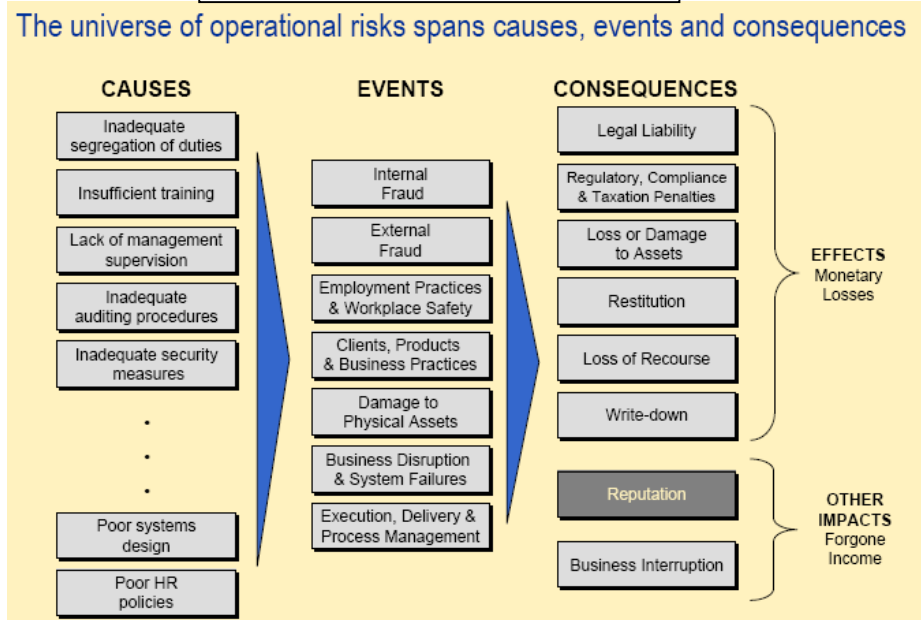 The universe of operational risks spans causes, events and consequences
CAUSES
Inadequate
segregation of duties
Insufficient training
Lack of management
supervision
Inadequate
auditing procedures
Inadequate security
measures
.
.
.
Poor systems
design
Poor HR
policies
EVENTS
Internal
Fraud
External
Fraud
Employment Practices
& Workplace Safety
Clients, Products
& Business Practices
Damage to
Physical Assets
Business Disruption
& System Failures
Execution, Delivery &
Process Management
CONSEQUENCES
Legal Liability
Regulatory, Compliance
& Taxation Penalties
Loss or Damage
to Assets
Restitution
Loss of Recourse
Write-down
Reputation
Business Interruption
EFFECTS
Monetary
Losses
OTHER
IMPACTS
Forgone
Income